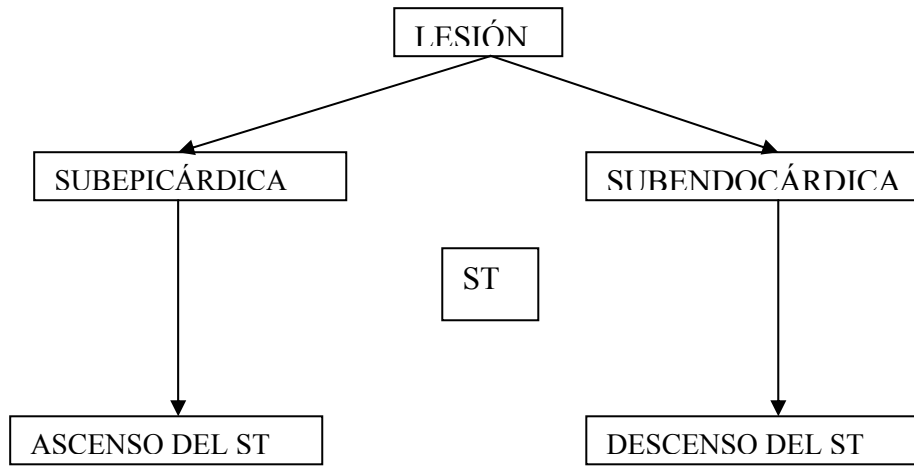 LESIÓN
SUBEPICÁRDICA
SUBENDOCÁRDICA
ST
ASCENSO DEL ST
DESCENSO DEL ST